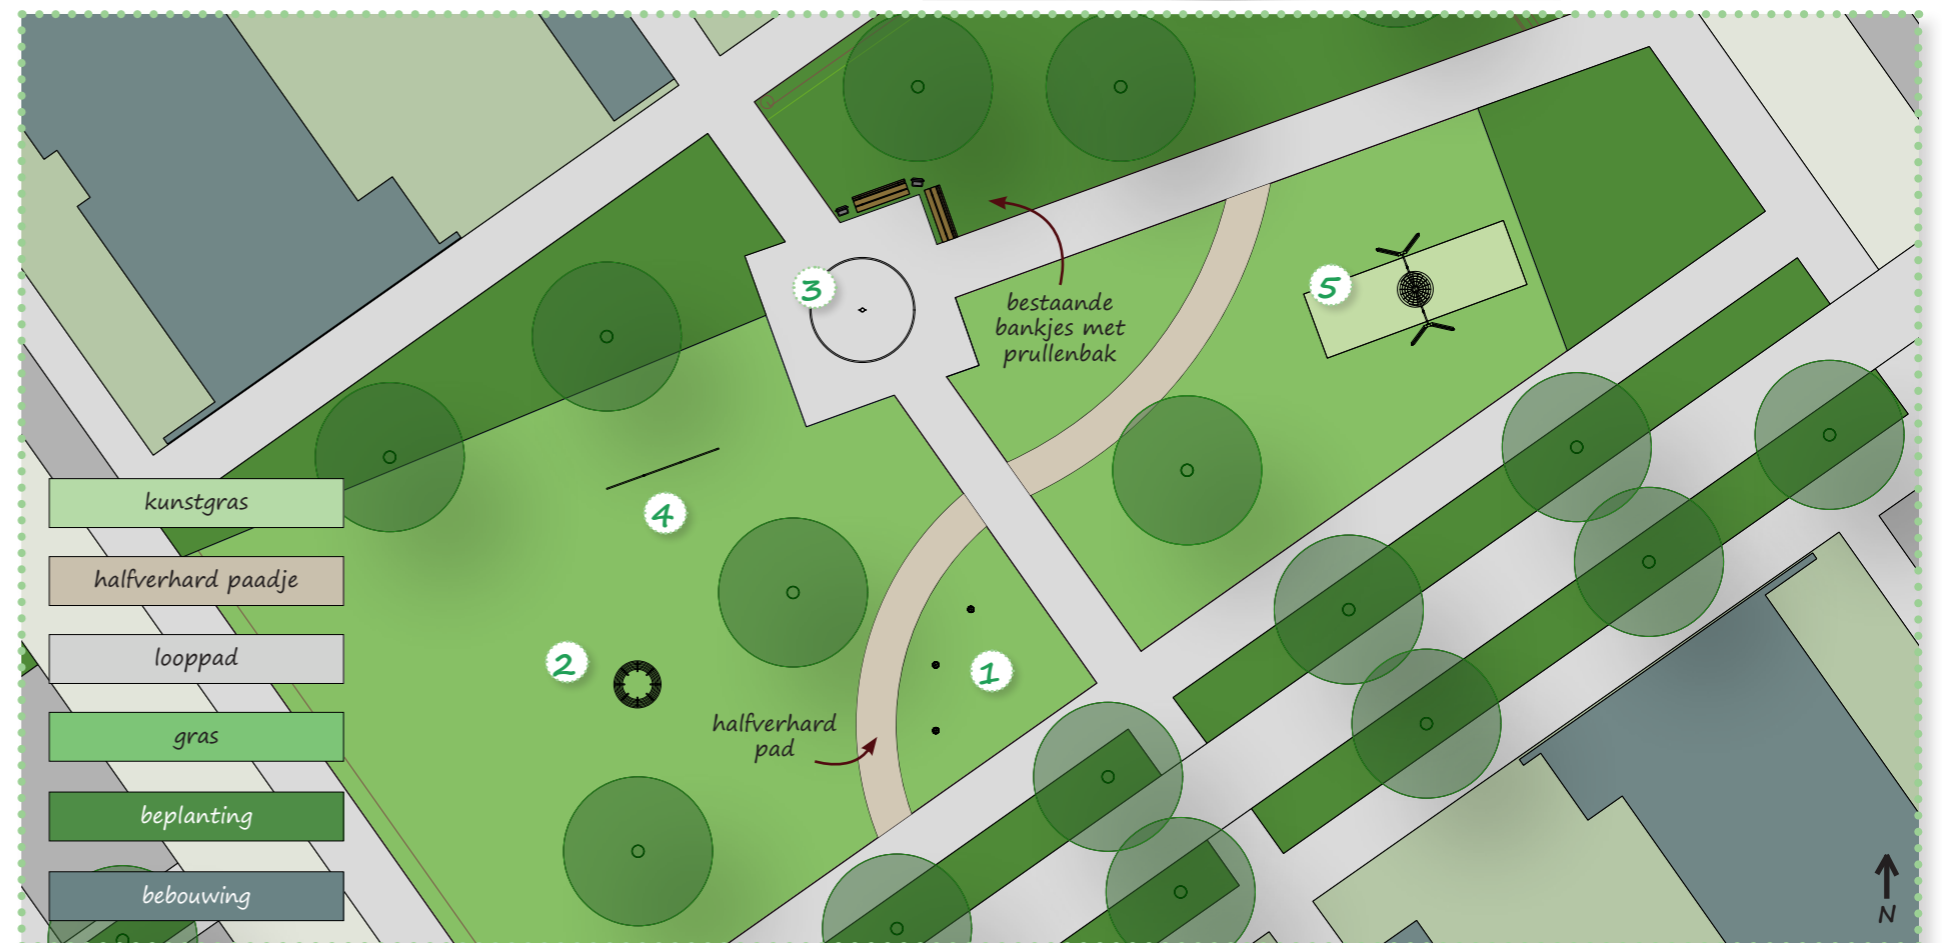 3
5
bestaande
bankjes met
prullenbak
kunstgras
4
halfverhard paadje
looppad
2
1
halfverhard
pad
gras
beplanting
bebouwing
N